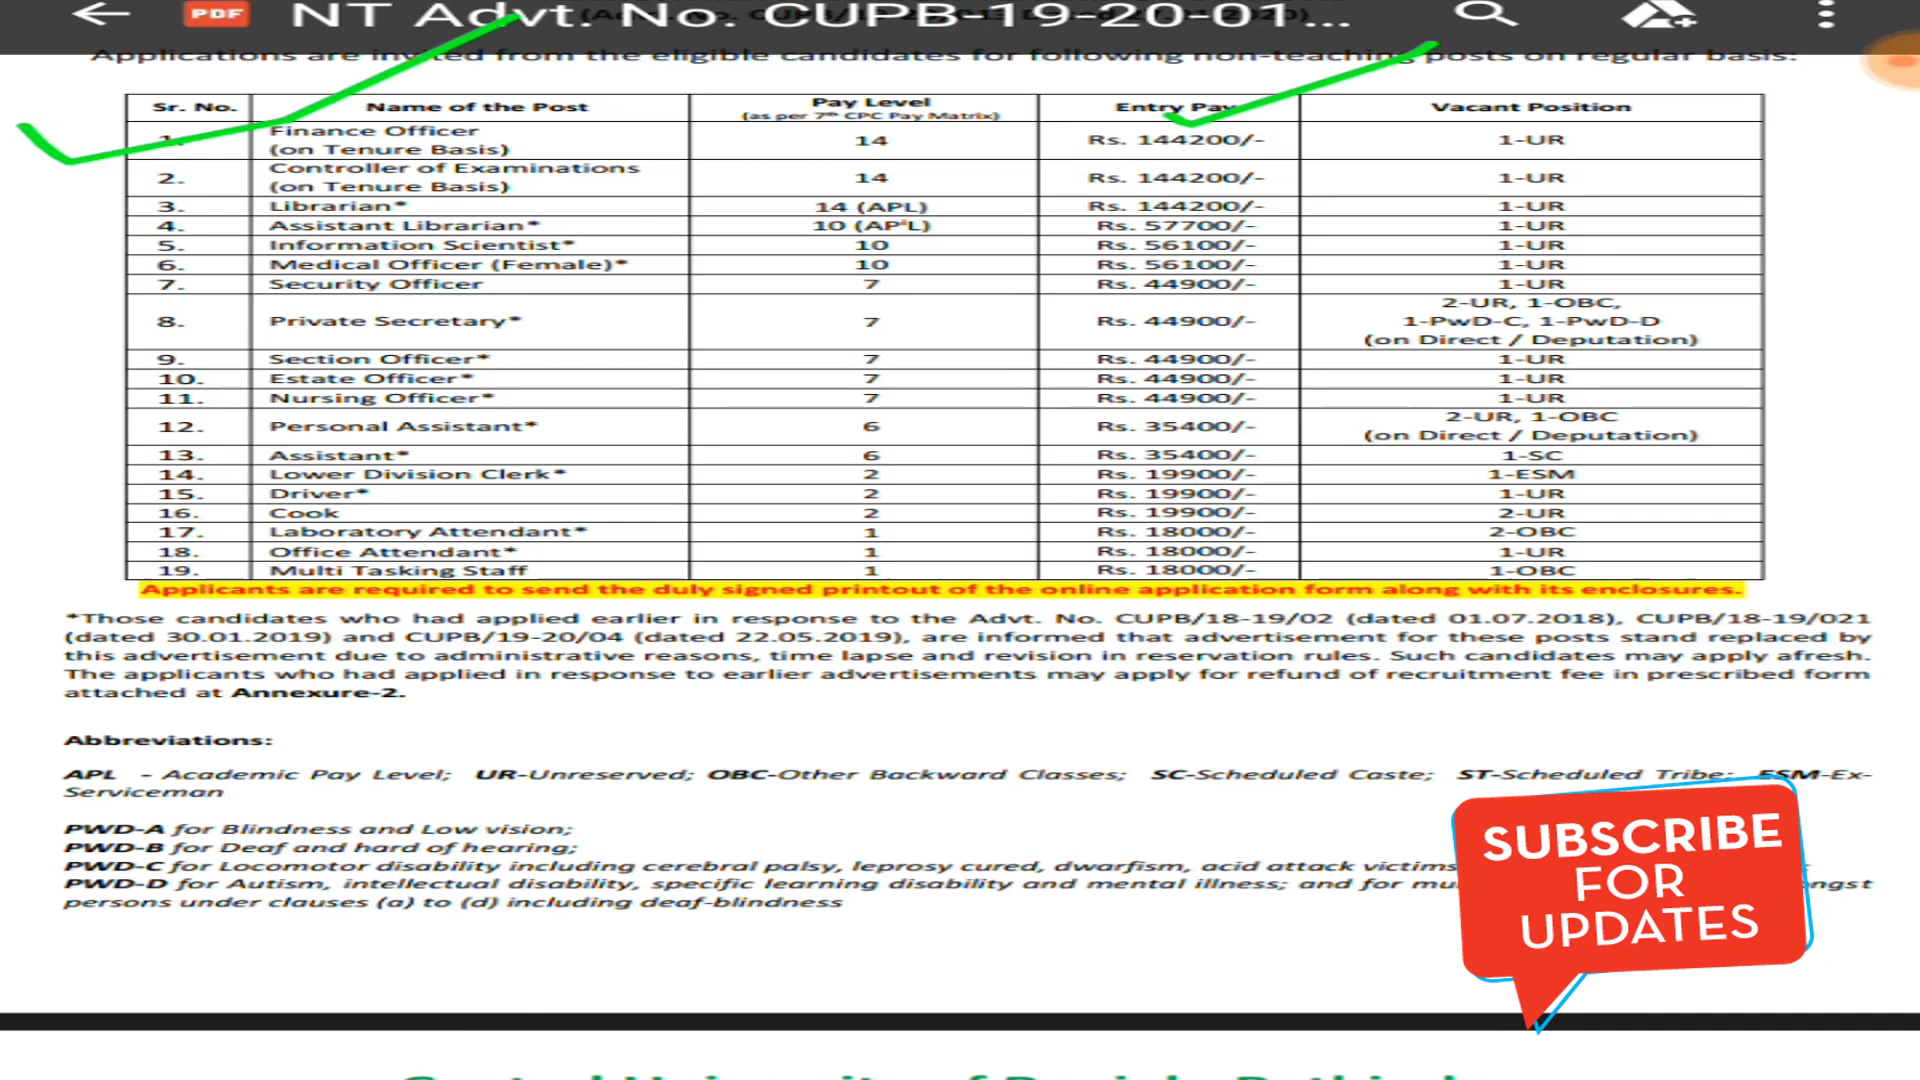 PDF NT Advt. No. CUPB-19-20-01...
Applications are invited from the eligible candidates for following non-teaching posts on regular basis:
Sr. No. Name of the Post Pay Level (as per 7th CPC Pay Matrix) Entry Pay Vacant Position
1. Finance Officer (on Tenure Basis) 14 Rs. 144200/- 1-UR
2. Controller of Examinations (on Tenure Basis) 14 Rs. 144200/- 1-UR
3. Librarian* 14 (APL) Rs. 144200/- 1-UR
4. Assistant Librarian* 10 (APL) Rs. 57700/- 1-UR
5. Information Scientist* 10 Rs. 56100/- 1-UR
6. Medical Officer (Female)* 10 Rs. 56100/- 1-UR
7. Security Officer 7 Rs. 44900/- 1-UR
8. Private Secretary* 7 Rs. 44900/- 2-UR, 1-OBC, 1-PwD-C, 1-PwD-D (on Direct / Deputation)
9. Section Officer* 7 Rs. 44900/- 1-UR
10. Estate Officer* 7 Rs. 44900/- 1-UR
11. Nursing Officer* 7 Rs. 44900/- 1-UR
12. Personal Assistant* 6 Rs. 35400/- 2-UR, 1-OBC (on Direct / Deputation)
13. Assistant* 6 Rs. 35400/- 1-SC
14. Lower Division Clerk* 2 Rs. 19900/- 1-ESM
15. Driver* 2 Rs. 19900/- 1-UR
16. Cook 2 Rs. 19900/- 2-UR
17. Laboratory Attendant* 1 Rs. 18000/- 2-OBC
18. Office Attendant* 1 Rs. 18000/- 1-UR
19. Multi Tasking Staff 1 Rs. 18000/- 1-OBC
Applicants are required to send the duly signed printout of the online application form along with its enclosures.
*Those candidates who had applied earlier in response to the Advt. No. CUPB/18-19/02 (dated 01.07.2018), CUPB/18-19/021
(dated 30.01.2019) and CUPB/19-20/04 (dated 22.05.2019), are informed that advertisement for these posts stand replaced by
this advertisement due to administrative reasons, time lapse and revision in reservation rules. Such candidates may apply afresh.
The applicants who had applied in response to earlier advertisements may apply for refund of recruitment fee in prescribed form
attached at Annexure-2.
Abbreviations:
APL - Academic Pay Level; UR-Unreserved; OBC-Other Backward Classes; SC-Scheduled Caste; ST-Scheduled Tribe; ESM-Ex-
Serviceman
PWD-A for Blindness and Low vision;
PWD-B for Deaf and hard of hearing;
PWD-C for Locomotor disability including cerebral palsy, leprosy cured, dwarfism, acid attack victims
PWD-D for Autism, intellectual disability, specific learning disability and mental illness; and for
persons under clauses (a) to (d) including deaf-blindness
SUBSCRIBE
FOR
UPDATES